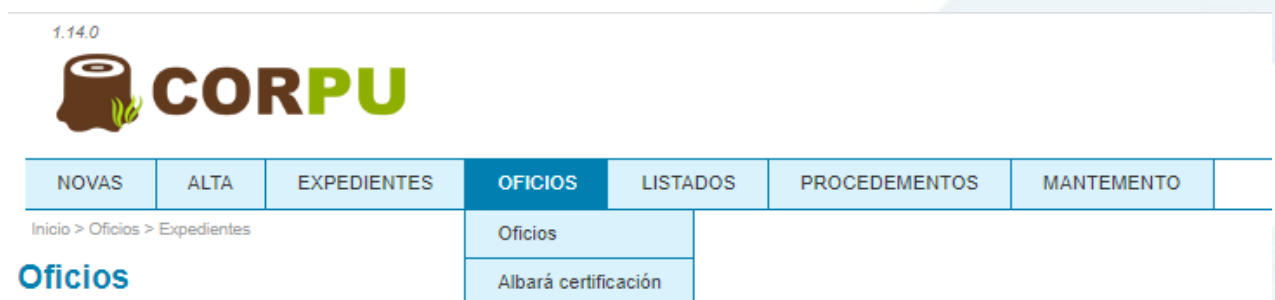 1.14.0
CORPU
NOVAS ALTA EXPEDIENTES OFICIOS LISTADOS PROCEDEMENTOS MANTEMENTO
Inicio > Oficios > Expedientes
Oficios
Oficios
Albará certificación